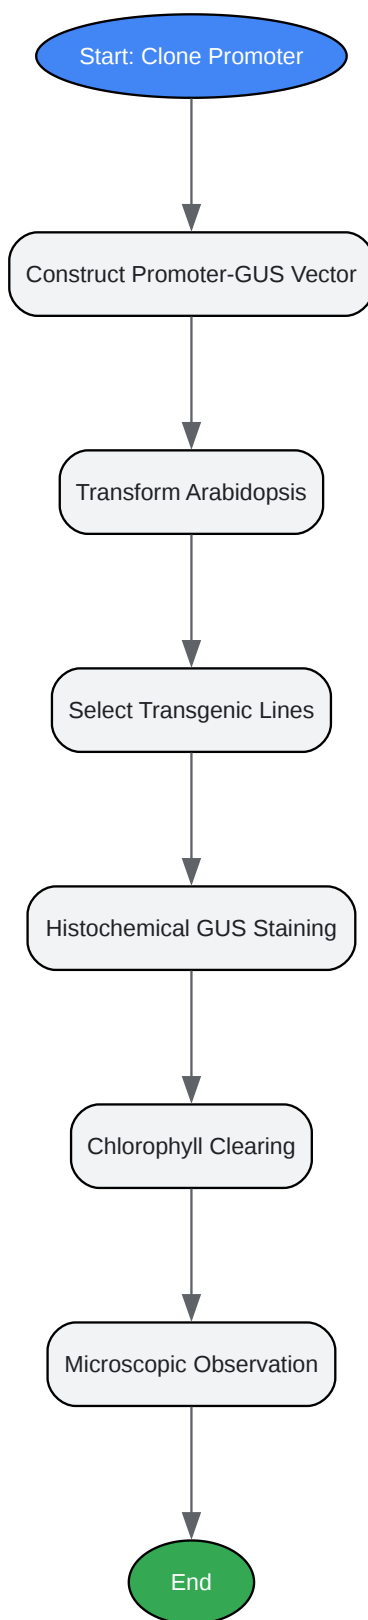 Start: Clone Promoter
Construct Promoter-GUS Vector
Transform Arabidopsis
Select Transgenic Lines
Histochemical GUS Staining
Chlorophyll Clearing
Microscopic Observation
End